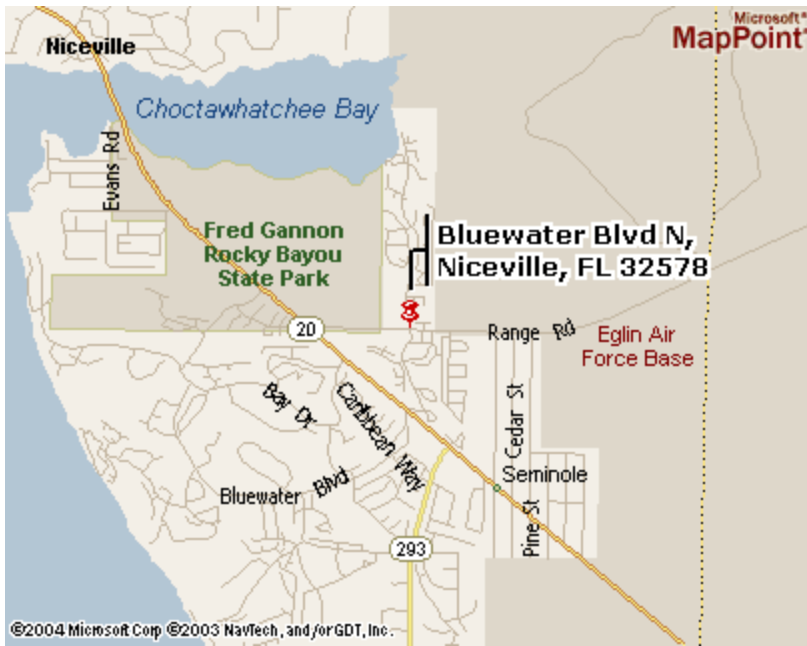 Microsoft®
MapPoint®
Niceville
Choctawhatchee Bay
Evans Rd
Fred Gannon
Rocky Bayou
State Park
Bluewater Blvd N,
Niceville, FL 32578
20
Range Rd
Eglin Air
Force Base
Bay Dr
Caribbean Way
Cedar St
Seminole
Bluewater Blvd
Pine St
293
©2004 Microsoft Corp ©2003 NavTech, and/or GDT, Inc.